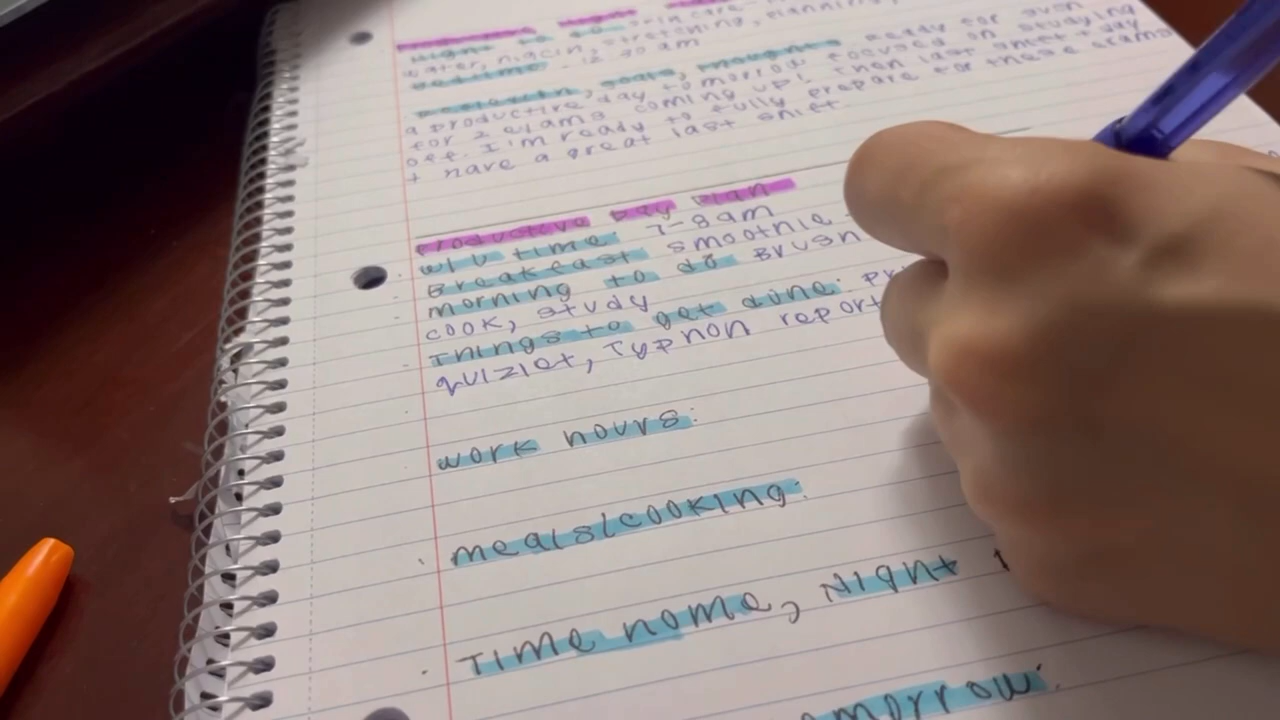 Night to do
water, niacin, stretching, planning,
Bedtime - 12:30 am
goals, thoughts ready for
a productive day tomorrow focused on studying
for 2 exams coming up! Then last shift + day
off. I'm ready to fully prepare for these exams
+ have a great last shift
Productive Day Plan
w/u time: 7-8am
Breakfast smoothie
morning to do Brush
cook, study
Things to get done:
quizlet, Typhon report
work hours:
meals/cooking:
Time home, Night